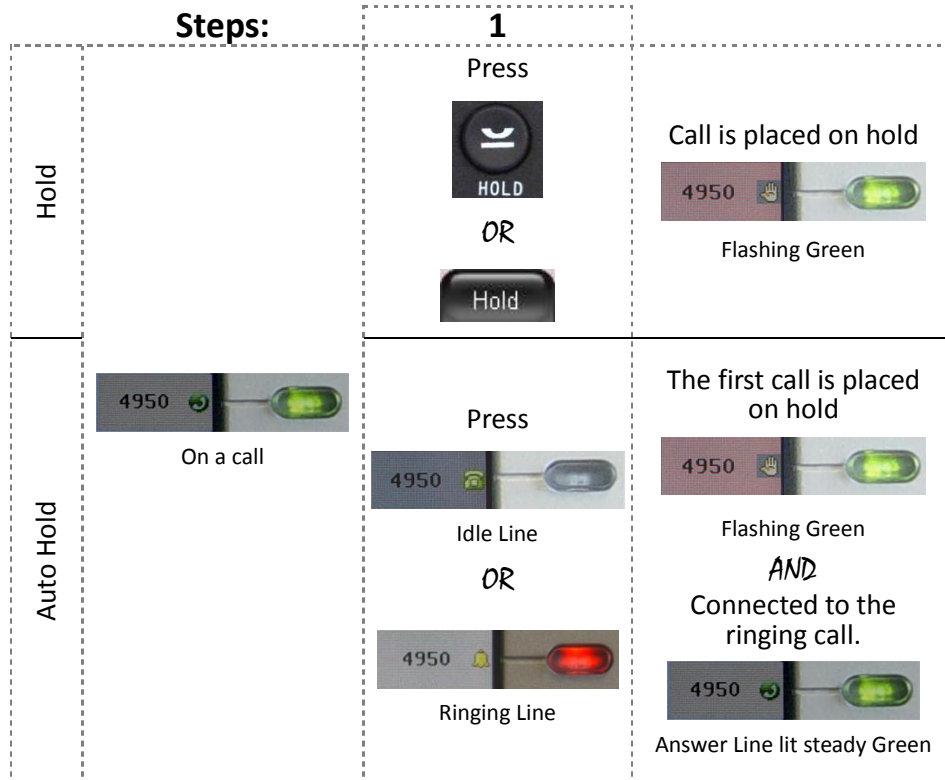 Steps:
1
Hold
Press
HOLD
OR
Hold
Call is placed on hold
4950
Flashing Green
Auto Hold
4950
On a call
Press
4950
Idle Line
OR
4950
Ringing Line
The first call is placed
on hold
4950
Flashing Green
AND
Connected to the
ringing call.
4950
Answer Line lit steady Green